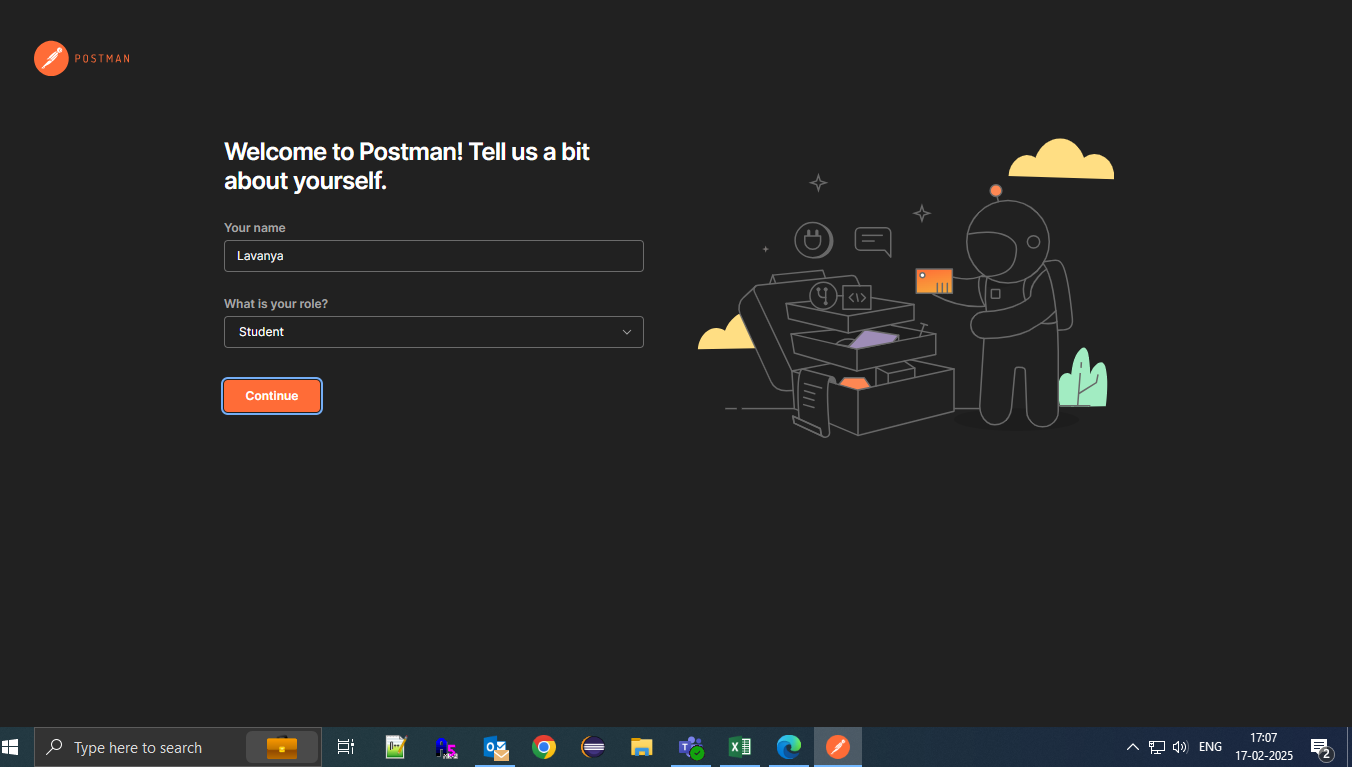 POSTMAN
Welcome to Postman! Tell us a bit
about yourself.
Your name
Lavanya
What is your role?
Student
Continue
Type here to search
ENG
17:07
17-02-2025
2